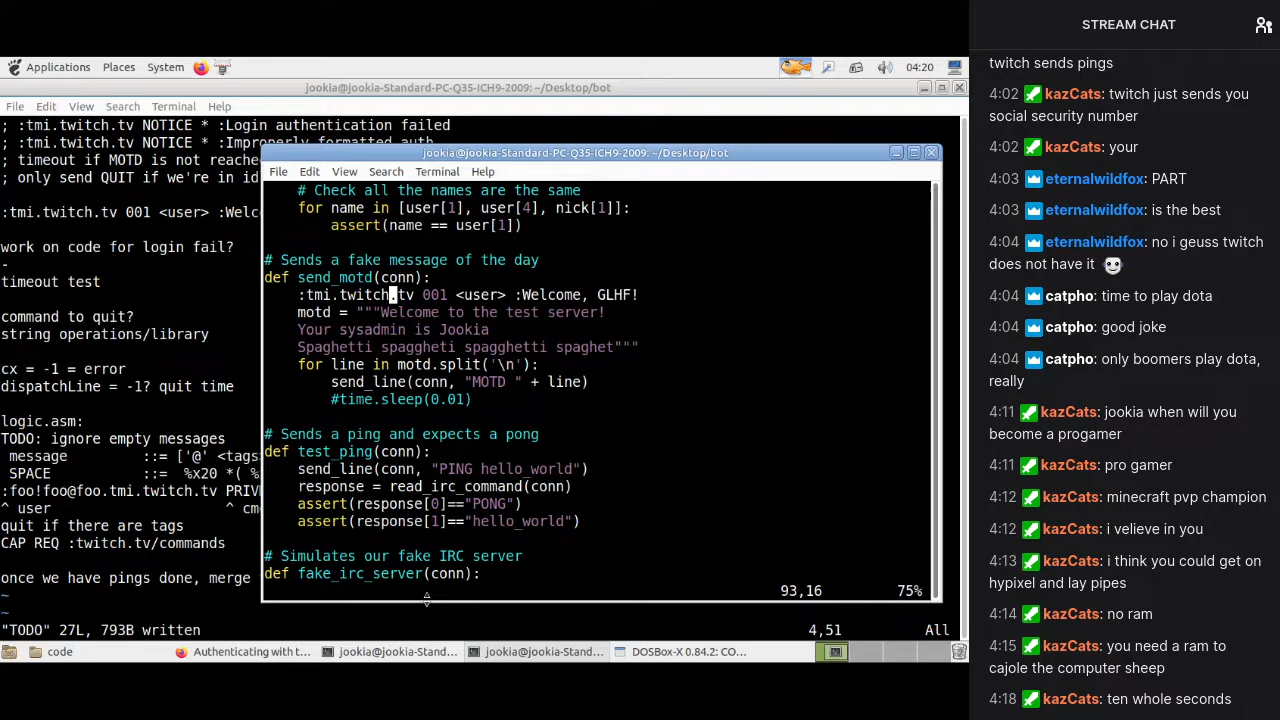 STREAM CHAT
Applications Places System
04:20
jookia@jookia-Standard-PC-Q35-ICH9-2009: ~/Desktop/bot
File Edit View Search Terminal Help
; :tmi.twitch.tv NOTICE * :Login authentication failed
; :tmi.twitch.tv NOTICE * :Improperly formatted auth
; timeout if MOTD is not reache
; only send QUIT if we're in id
:tmi.twitch.tv 001 <user> :Welc
work on code for login fail?
-
timeout test
command to quit?
string operations/library
cx = -1 = error
dispatchLine = -1? quit time
logic.asm:
TODO: ignore empty messages
message ::= ['@' <tags
SPACE ::= %x20 *( %
:foo!foo@foo.tmi.twitch.tv PRIV
^ user ^ cm
quit if there are tags
CAP REQ :twitch.tv/commands
once we have pings done, merge
~
~
"TODO" 27L, 793B written 4,51 All
jookia@jookia-Standard-PC-Q35-ICH9-2009: ~/Desktop/bot
File Edit View Search Terminal Help
# Check all the names are the same
for name in [user[1], user[4], nick[1]]:
assert(name == user[1])
# Sends a fake message of the day
def send_motd(conn):
:tmi.twitch.tv 001 <user> :Welcome, GLHF!
motd = """Welcome to the test server!
Your sysadmin is Jookia
Spaghetti spaggheti spagghetti spaghet"""
for line in motd.split('\n'):
send_line(conn, "MOTD " + line)
#time.sleep(0.01)
# Sends a ping and expects a pong
def test_ping(conn):
send_line(conn, "PING hello_world")
response = read_irc_command(conn)
assert(response[0]=="PONG")
assert(response[1]=="hello_world")
# Simulates our fake IRC server
def fake_irc_server(conn):
93,16 75%
code
Authenticating with t...
jookia@jookia-Stand...
jookia@jookia-Stand...
DOSBox-X 0.84.2: CO...
twitch sends pings
4:02 kazCats: twitch just sends you
social security number
4:02 kazCats: your
4:03 eternalwildfox: PART
4:03 eternalwildfox: is the best
4:04 eternalwildfox: no i geuss twitch
does not have it
4:04 catpho: time to play dota
4:04 catpho: good joke
4:04 catpho: only boomers play dota,
really
4:11 kazCats: jookia when will you
become a progamer
4:11 kazCats: pro gamer
4:12 kazCats: minecraft pvp champion
4:12 kazCats: i velieve in you
4:13 kazCats: i think you could get on
hypixel and lay pipes
4:14 kazCats: no ram
4:15 kazCats: you need a ram to
cajole the computer sheep
4:18 kazCats: ten whole seconds